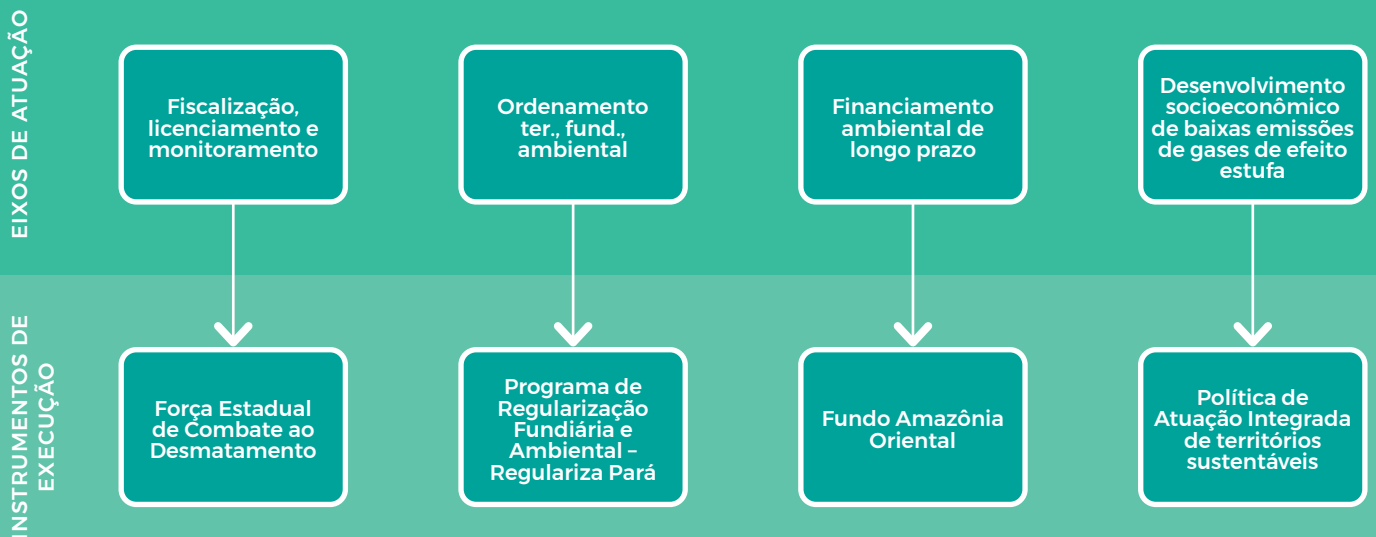 EIXOS DE ATUAÇÃO
Fiscalização,
licenciamento e
monitoramento
Ordenamento
ter., fund.,
ambiental
Financiamento
ambiental de
longo prazo
Desenvolvimento
socioeconômico
de baixas emissões
de gases de efeito
estufa
INSTRUMENTOS DE
EXECUÇÃO
Força Estadual
de Combate ao
Desmatamento
Programa de
Regularização
Fundiária e
Ambiental –
Regulariza Pará
Fundo Amazônia
Oriental
Política de
Atuação Integrada
de territórios
sustentáveis